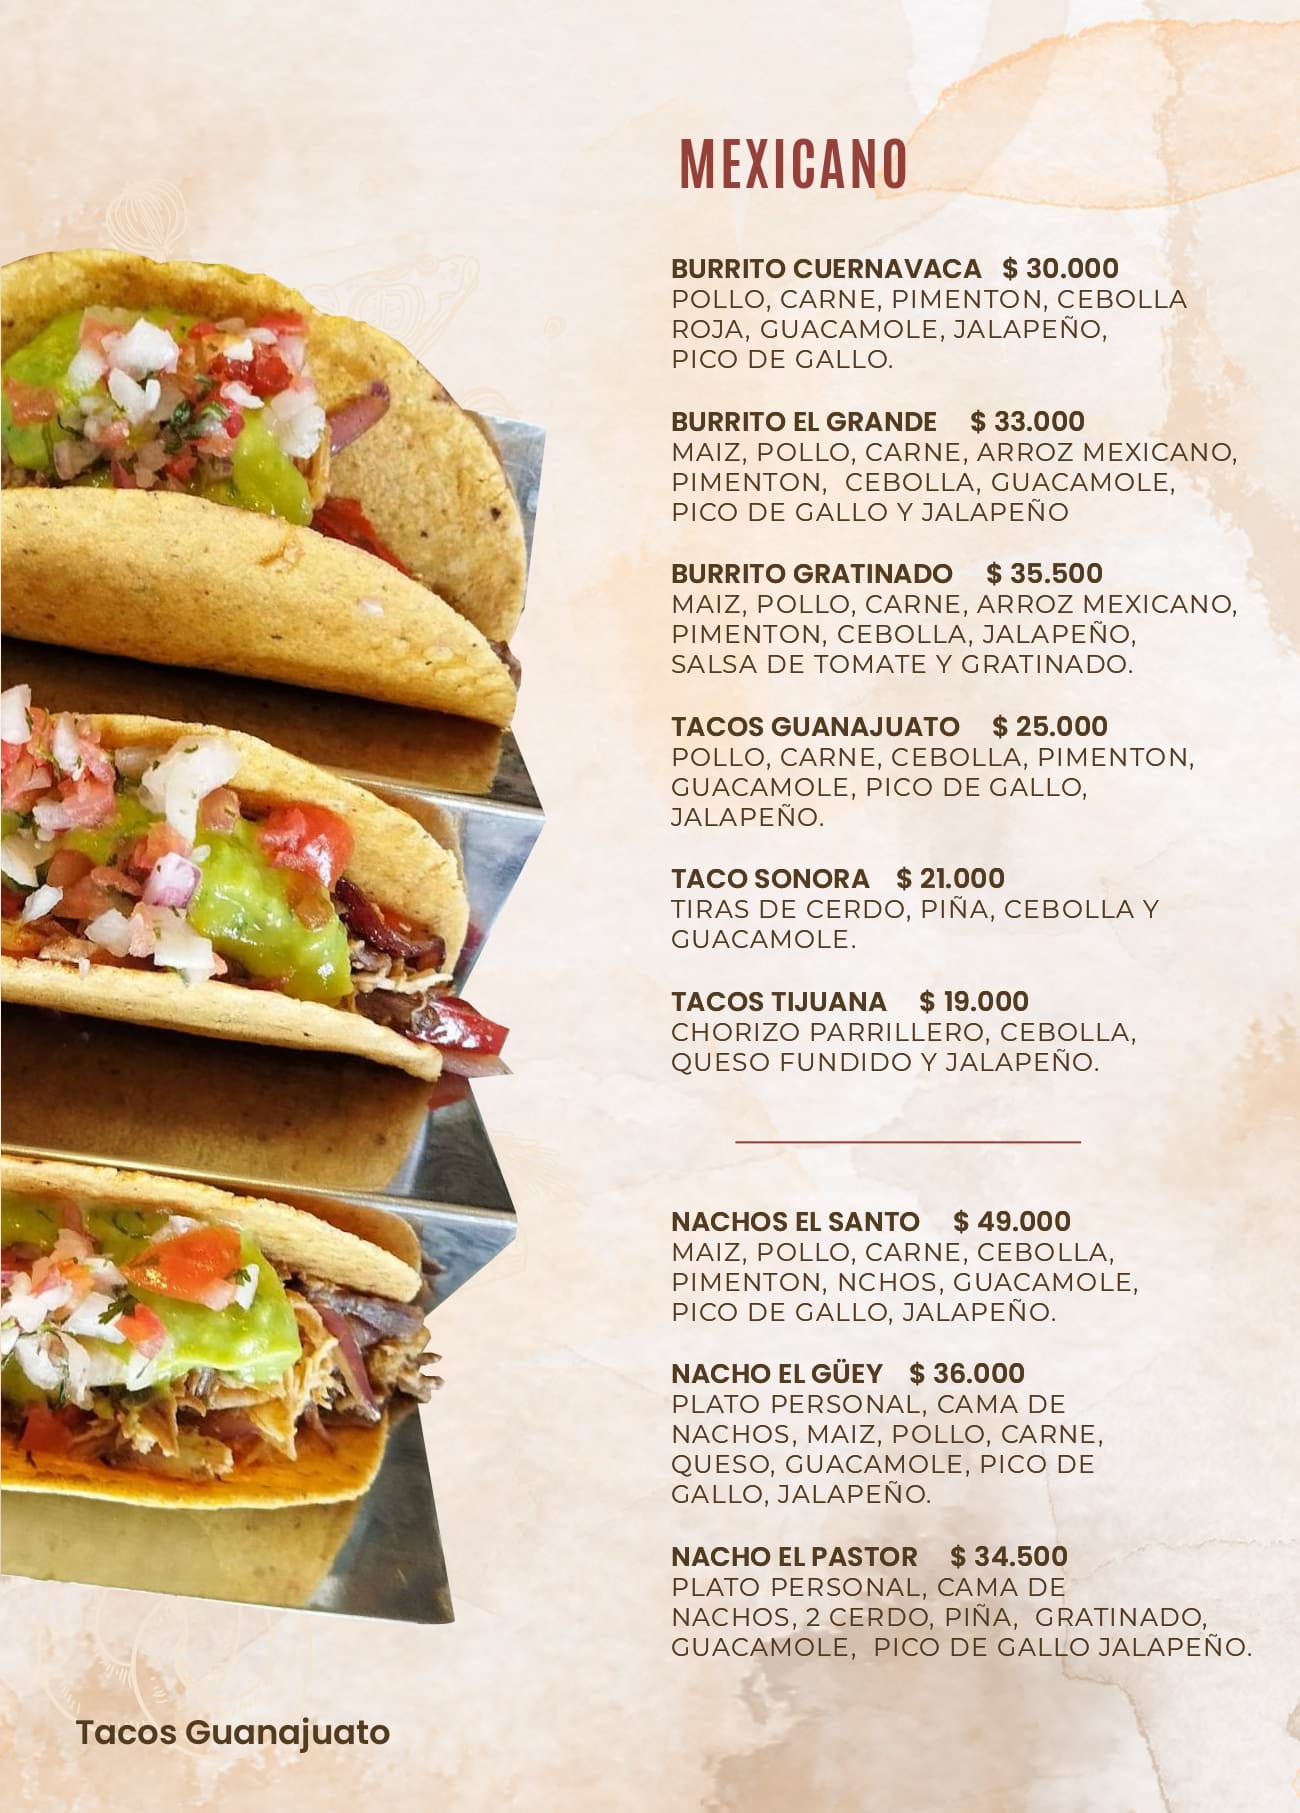 MEXICANO
BURRITO CUERNAVACA $ 30.000
POLLO, CARNE, PIMENTON, CEBOLLA
ROJA, GUACAMOLE, JALAPEÑO,
PICO DE GALLO.
BURRITO EL GRANDE $ 33.000
MAIZ, POLLO, CARNE, ARROZ MEXICANO,
PIMENTON, CEBOLLA, GUACAMOLE,
PICO DE GALLO Y JALAPEÑO
BURRITO GRATINADO $ 35.500
MAIZ, POLLO, CARNE, ARROZ MEXICANO,
PIMENTON, CEBOLLA, JALAPEÑO,
SALSA DE TOMATE Y GRATINADO.
TACOS GUANAJUATO $ 25.000
POLLO, CARNE, CEBOLLA, PIMENTON,
GUACAMOLE, PICO DE GALLO,
JALAPEÑO.
TACO SONORA $ 21.000
TIRAS DE CERDO, PIÑA, CEBOLLA Y
GUACAMOLE.
TACOS TIJUANA $ 19.000
CHORIZO PARRILLERO, CEBOLLA,
QUESO FUNDIDO Y JALAPEÑO.
NACHOS EL SANTO $ 49.000
MAIZ, POLLO, CARNE, CEBOLLA,
PIMENTON, NCHOS, GUACAMOLE,
PICO DE GALLO, JALAPEÑO.
NACHO EL GÜEY $ 36.000
PLATO PERSONAL, CAMA DE
NACHOS, MAIZ, POLLO, CARNE,
QUESO, GUACAMOLE, PICO DE
GALLO, JALAPEÑO.
NACHO EL PASTOR $ 34.500
PLATO PERSONAL, CAMA DE
NACHOS, 2 CERDO, PIÑA, GRATINADO,
GUACAMOLE, PICO DE GALLO JALAPEÑO.
Tacos Guanajuato